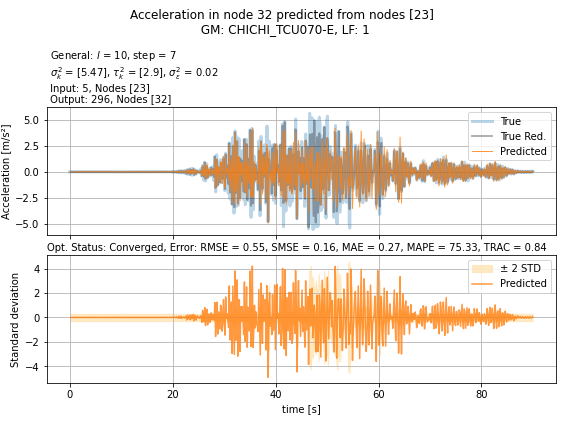 Acceleration in node 32 predicted from nodes [23]
GM: CHICHI_TCU070-E, LF: 1
General: l = 10, step = 7
σ²ₖ = [5.47], τ²ₖ = [2.9], σ²ε = 0.02
Input: 5, Nodes [23]
Output: 296, Nodes [32]
5.0
2.5
0.0
−2.5
−5.0
Acceleration [m/s²]
True
True Red.
Predicted
Opt. Status: Converged, Error: RMSE = 0.55, SMSE = 0.16, MAE = 0.27, MAPE = 75.33, TRAC = 0.84
4
2
0
−2
−4
Standard deviation
± 2 STD
Predicted
0 20 40 60 80
time [s]